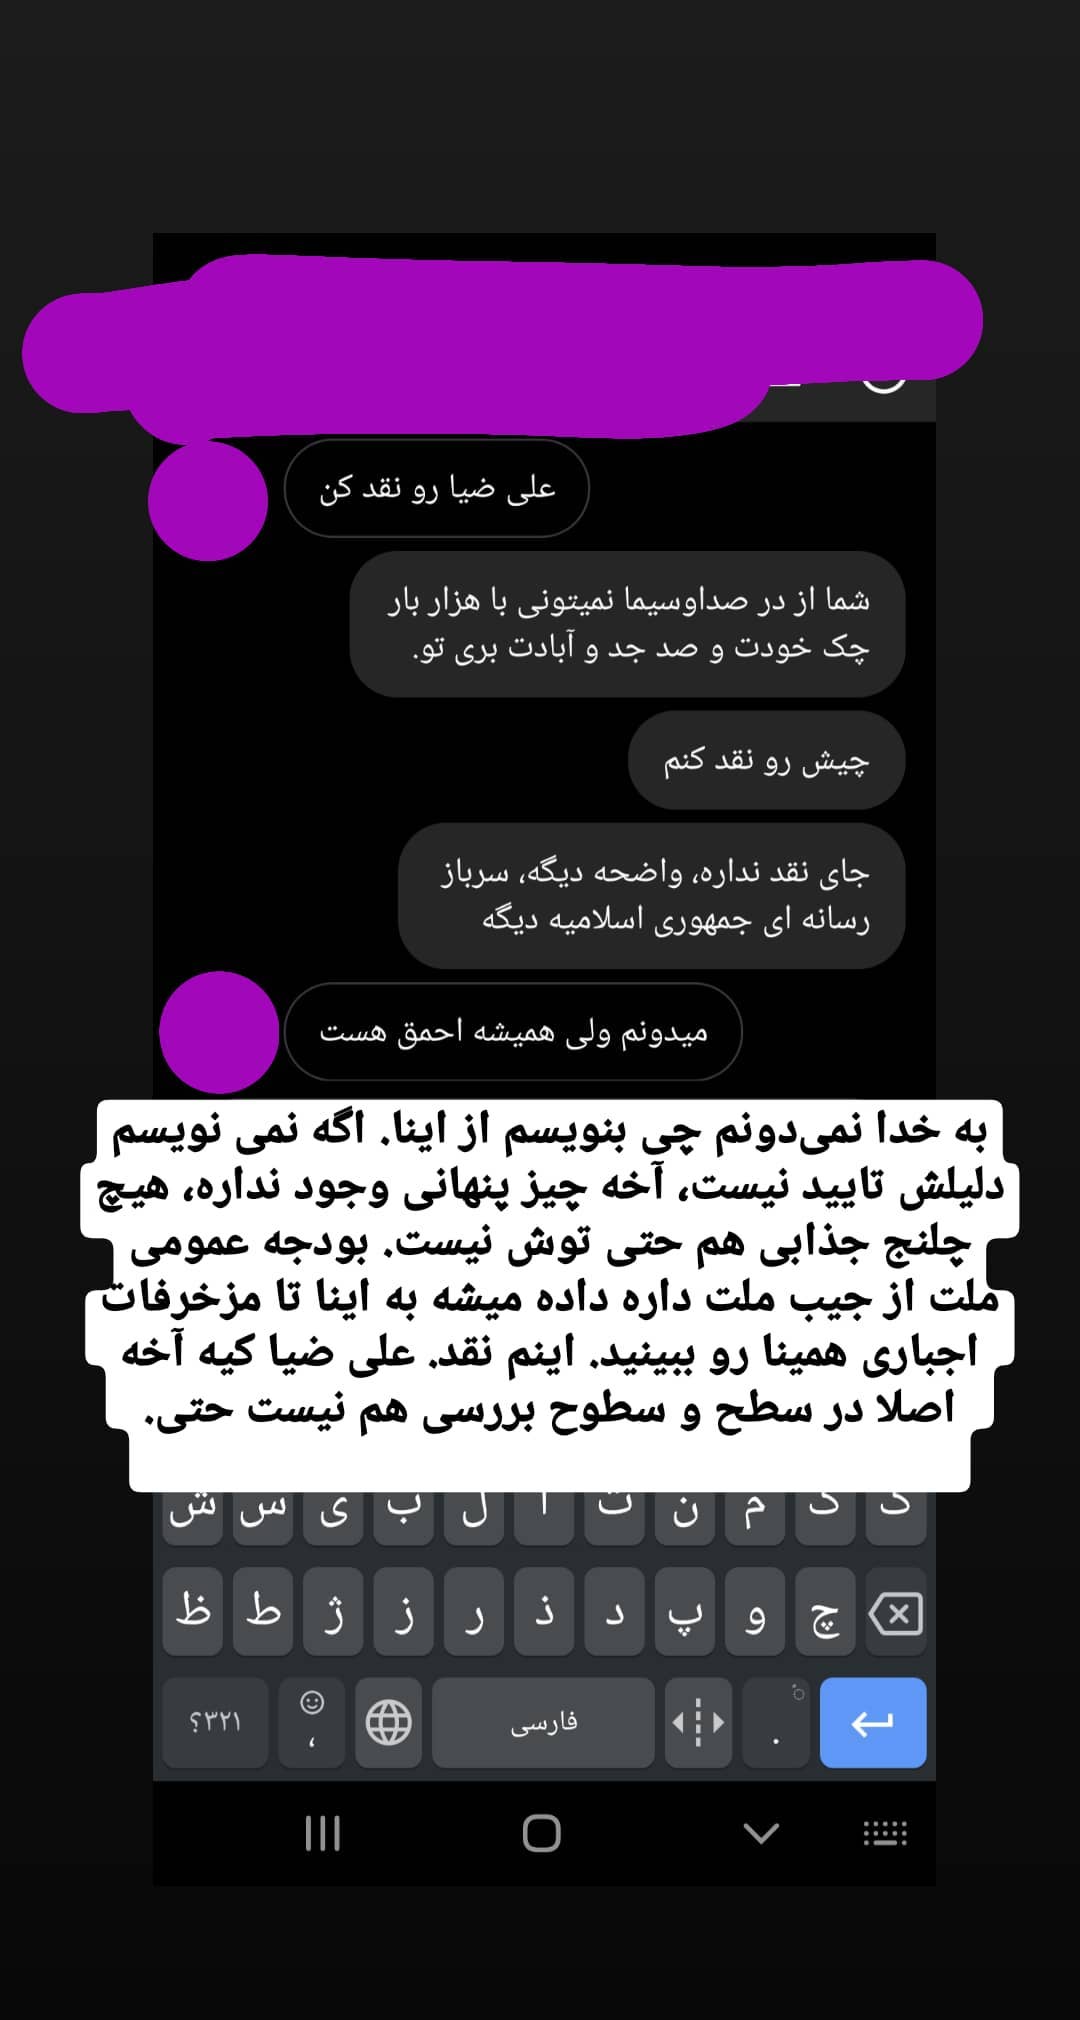 علی ضیا رو نقد کن
شما از در صداوسیما نمیتونی با هزار بار
چک خودت و صد جد و آبادت بری تو.
چیش رو نقد کنم
جای نقد نداره، واضحه دیگه، سرباز
رسانه ای جمهوری اسلامیه دیگه
میدونم ولی همیشه احمق هست
به خدا نمی‌دونم چی بنویسم از اینا. اگه نمی نویسم
دلیلش تایید نیست، آخه چیز پنهانی وجود نداره، هیچ
چلنج جذابی هم حتی توش نیست. بودجه عمومی
ملت از جیب ملت داره داده میشه به اینا تا مزخرفات
اجباری همینا رو ببینید. اینم نقد. علی ضیا کیه آخه
اصلا در سطح و سطوح بررسی هم نیست حتی.
ش س ی ب ل ا ت ن م ک گ
ظ ط ژ ز ر ذ د پ و چ
۳۲۱؟ ، فارسی .